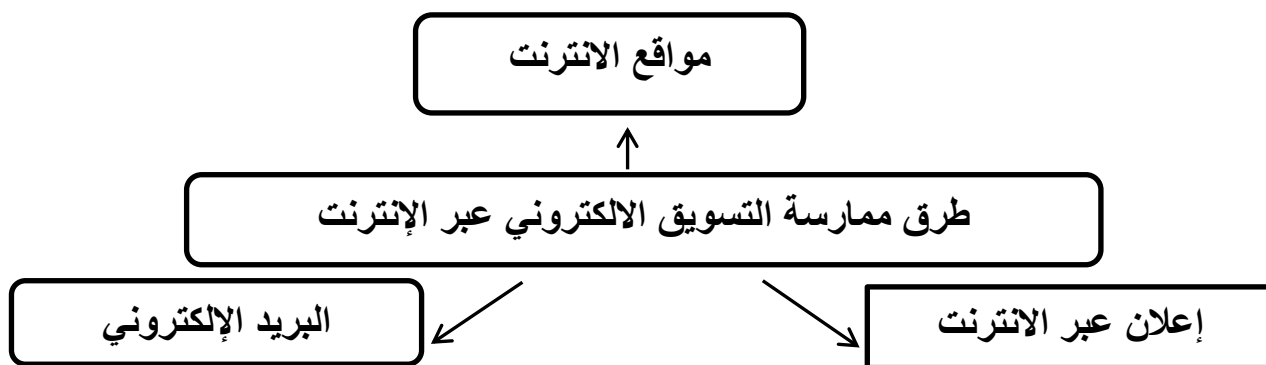 مواقع الانترنت
طرق ممارسة التسويق الالكتروني عبر الإنترنت
إعلان عبر الانترنت
البريد الإلكتروني